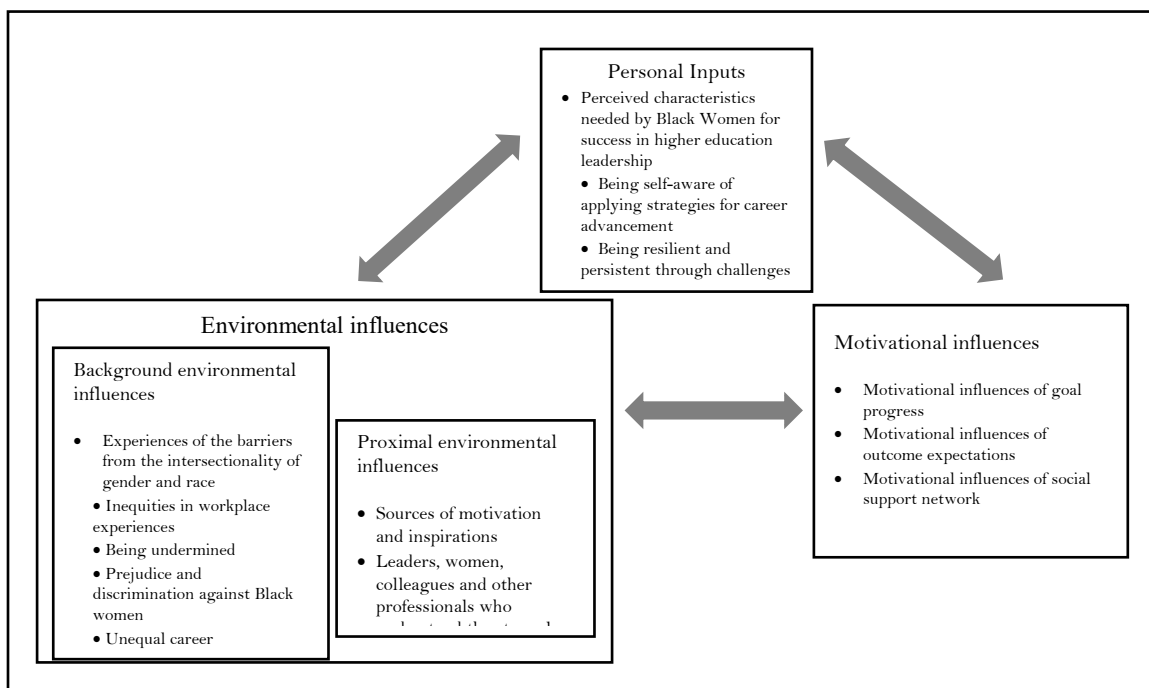 Personal Inputs
• Perceived characteristics
needed by Black Women for
success in higher education
leadership
• Being self-aware of
applying strategies for career
advancement
• Being resilient and
persistent through challenges
Environmental influences
Background environmental
influences
• Experiences of the barriers
from the intersectionality of
gender and race
• Inequities in workplace
experiences
• Being undermined
• Prejudice and
discrimination against Black
women
• Unequal career
Proximal environmental
influences
• Sources of motivation
and inspirations
• Leaders, women,
colleagues and other
professionals who
Motivational influences
• Motivational influences of goal
progress
• Motivational influences of
outcome expectations
• Motivational influences of social
support network